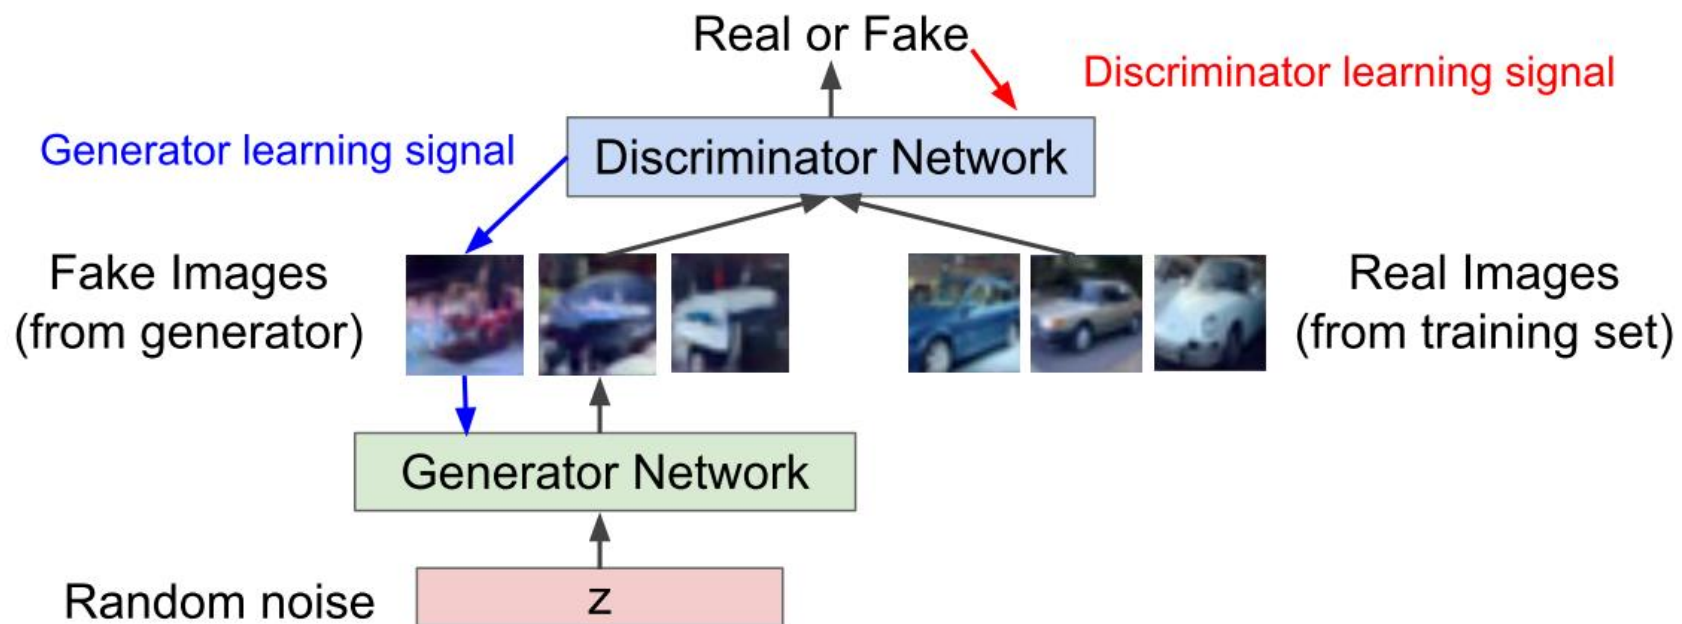 Real or Fake
Discriminator learning signal
Generator learning signal
Discriminator Network
Fake Images
(from generator)
Real Images
(from training set)
Generator Network
Random noise
z